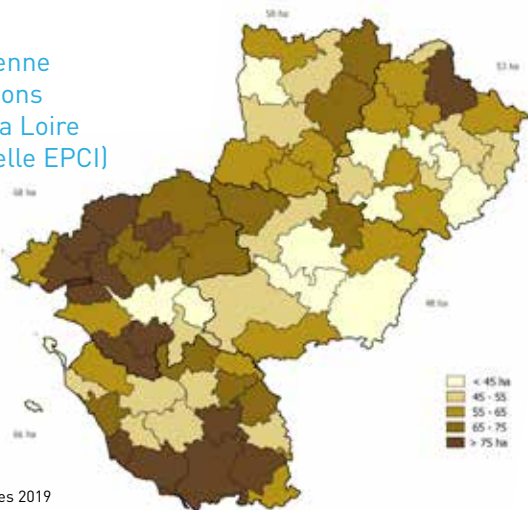 58 ha
enne
ons
53 ha
a Loire
elle EPCI)
68 ha
48 ha
< 45 ha
45 - 55
55 - 65
65 - 75
> 75 ha
66 ha
es 2019